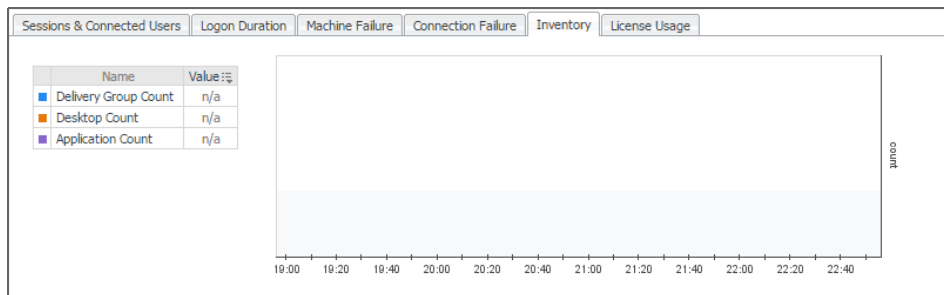 Sessions & Connected Users Logon Duration Machine Failure Connection Failure Inventory License Usage
Name Value
Delivery Group Count n/a
Desktop Count n/a
Application Count n/a
count
19:00 19:20 19:40 20:00 20:20 20:40 21:00 21:20 21:40 22:00 22:20 22:40